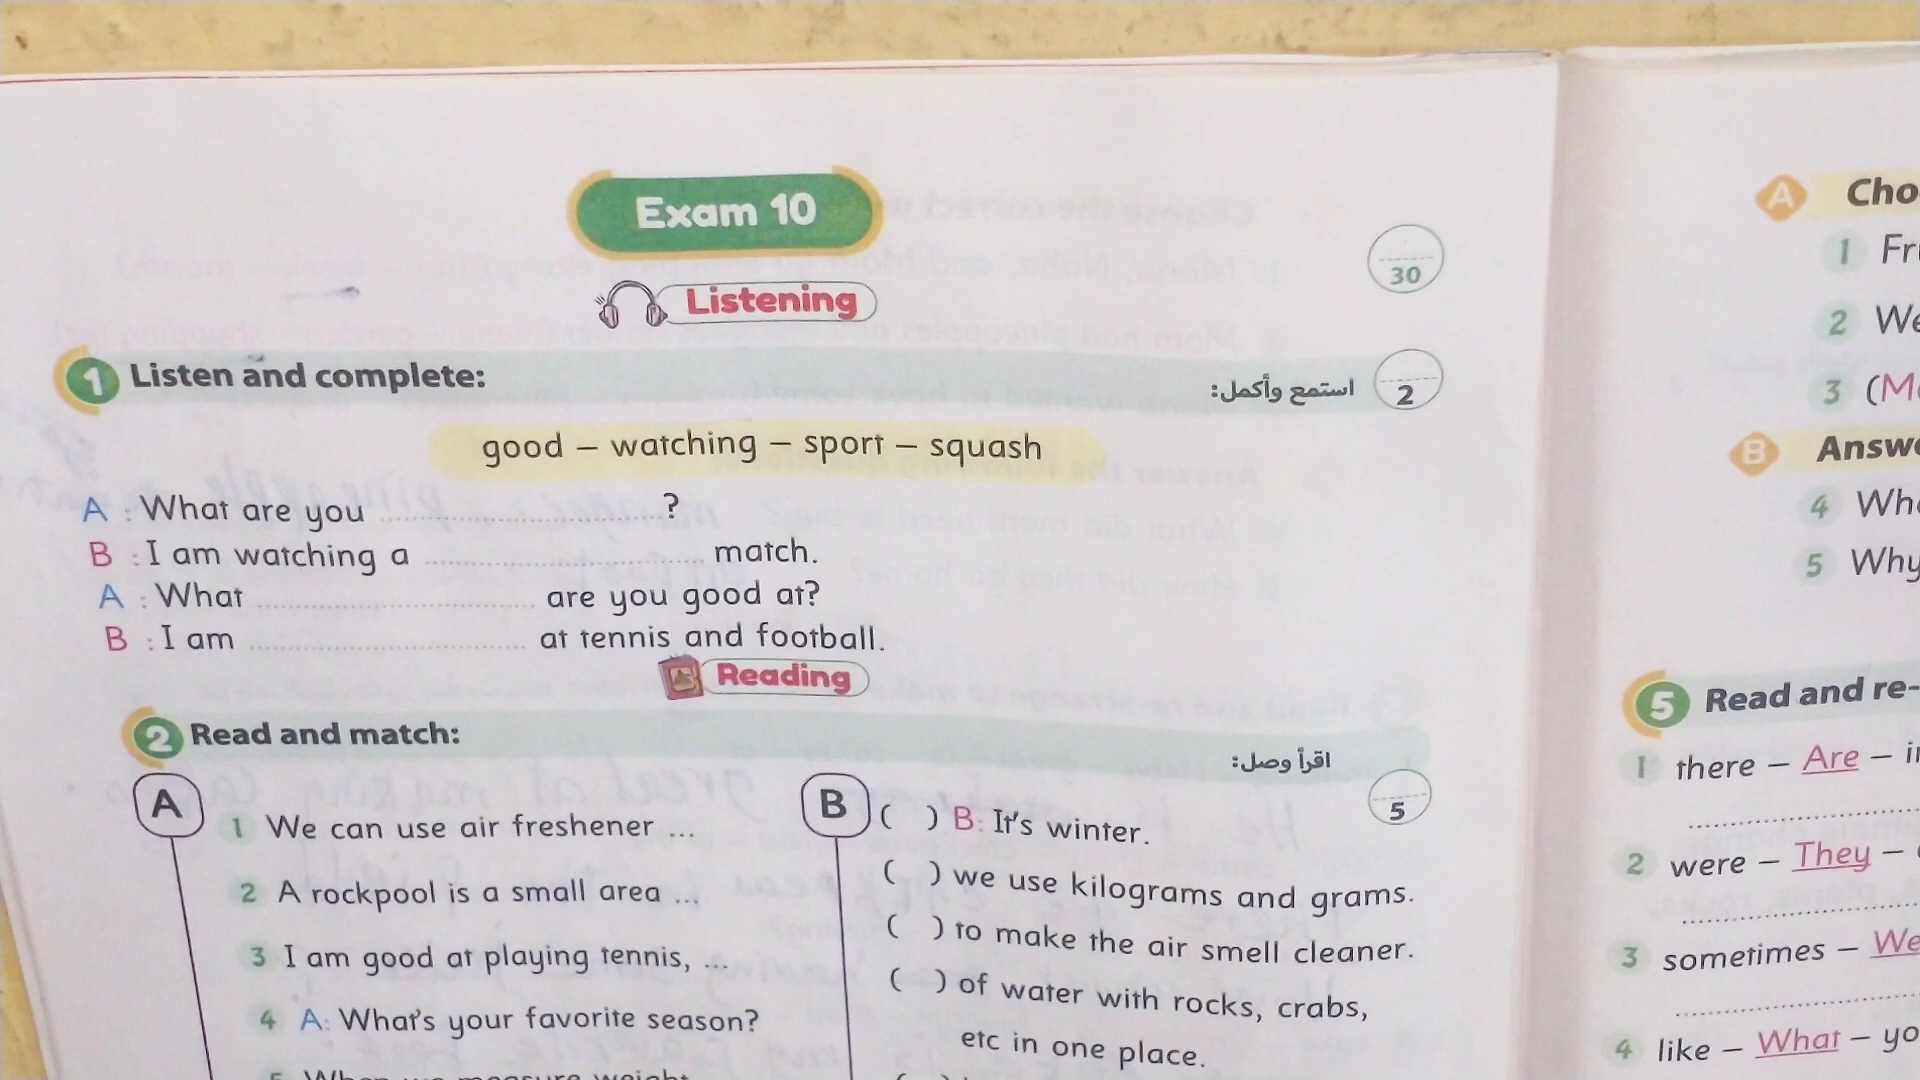 Exam 10
30
Listening
1 Listen and complete:
استمع وأكمل:
2
good – watching – sport – squash
A : What are you ........................ ?
B : I am watching a ........................ match.
A : What ........................ are you good at?
B : I am ........................ at tennis and football.
Reading
2 Read and match:
اقرأ وصل:
5
A
1 We can use air freshener ...
2 A rockpool is a small area ...
3 I am good at playing tennis, ...
4 A: What's your favorite season?
5 When we measure weight
B
( ) B: It's winter.
( ) we use kilograms and grams.
( ) to make the air smell cleaner.
( ) of water with rocks, crabs,
etc in one place.
A Cho
1 Fr
2 We
3 (M
B Answ
4 Wh
5 Why
5 Read and re-
1 there – Are – i
2 were – They –
3 sometimes – We
4 like – What – yo